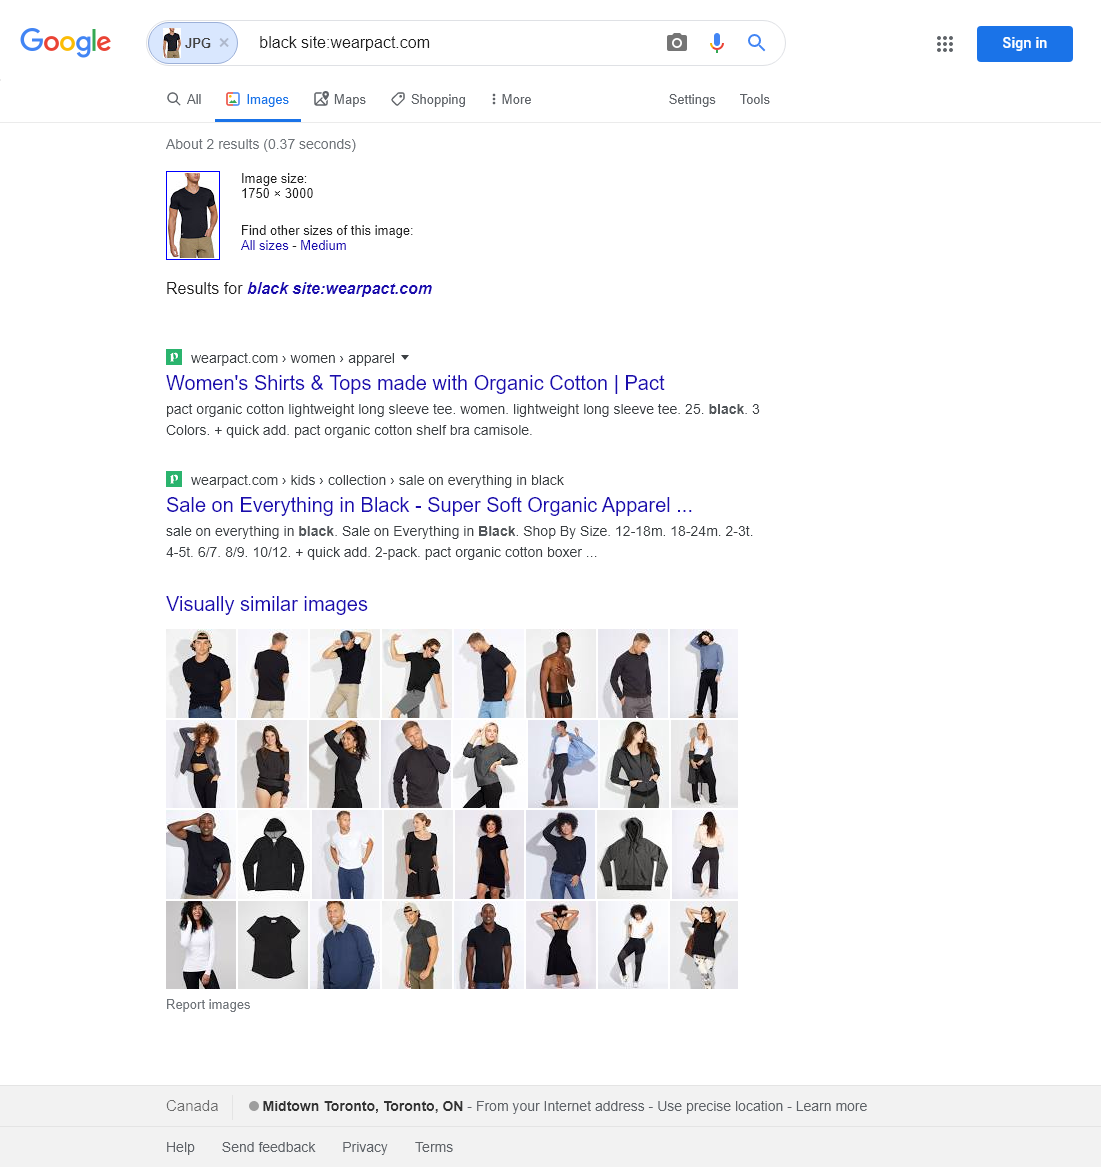 Google
JPG × black site:wearpact.com
Sign in
All Images Maps Shopping More Settings Tools
About 2 results (0.37 seconds)
Image size:
1750 × 3000
Find other sizes of this image:
All sizes - Medium
Results for black site:wearpact.com
wearpact.com › women › apparel
Women's Shirts & Tops made with Organic Cotton | Pact
pact organic cotton lightweight long sleeve tee. women. lightweight long sleeve tee. 25. black. 3
Colors. + quick add. pact organic cotton shelf bra camisole.
wearpact.com › kids › collection › sale on everything in black
Sale on Everything in Black - Super Soft Organic Apparel ...
sale on everything in black. Sale on Everything in Black. Shop By Size. 12-18m. 18-24m. 2-3t.
4-5t. 6/7. 8/9. 10/12. + quick add. 2-pack. pact organic cotton boxer ...
Visually similar images
Report images
Canada Midtown Toronto, Toronto, ON - From your Internet address - Use precise location - Learn more
Help Send feedback Privacy Terms